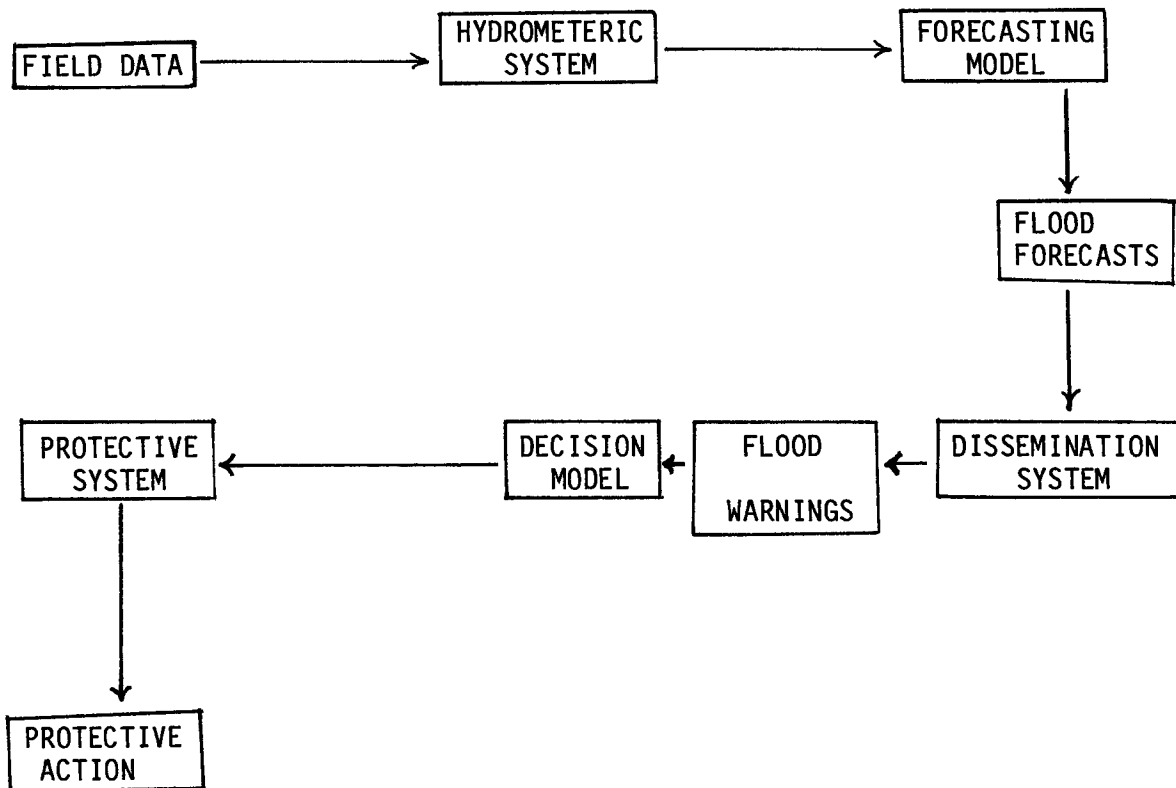 FIELD DATA
HYDROMETERIC
SYSTEM
FORECASTING
MODEL
FLOOD
FORECASTS
DISSEMINATION
SYSTEM
FLOOD
WARNINGS
DECISION
MODEL
PROTECTIVE
SYSTEM
PROTECTIVE
ACTION